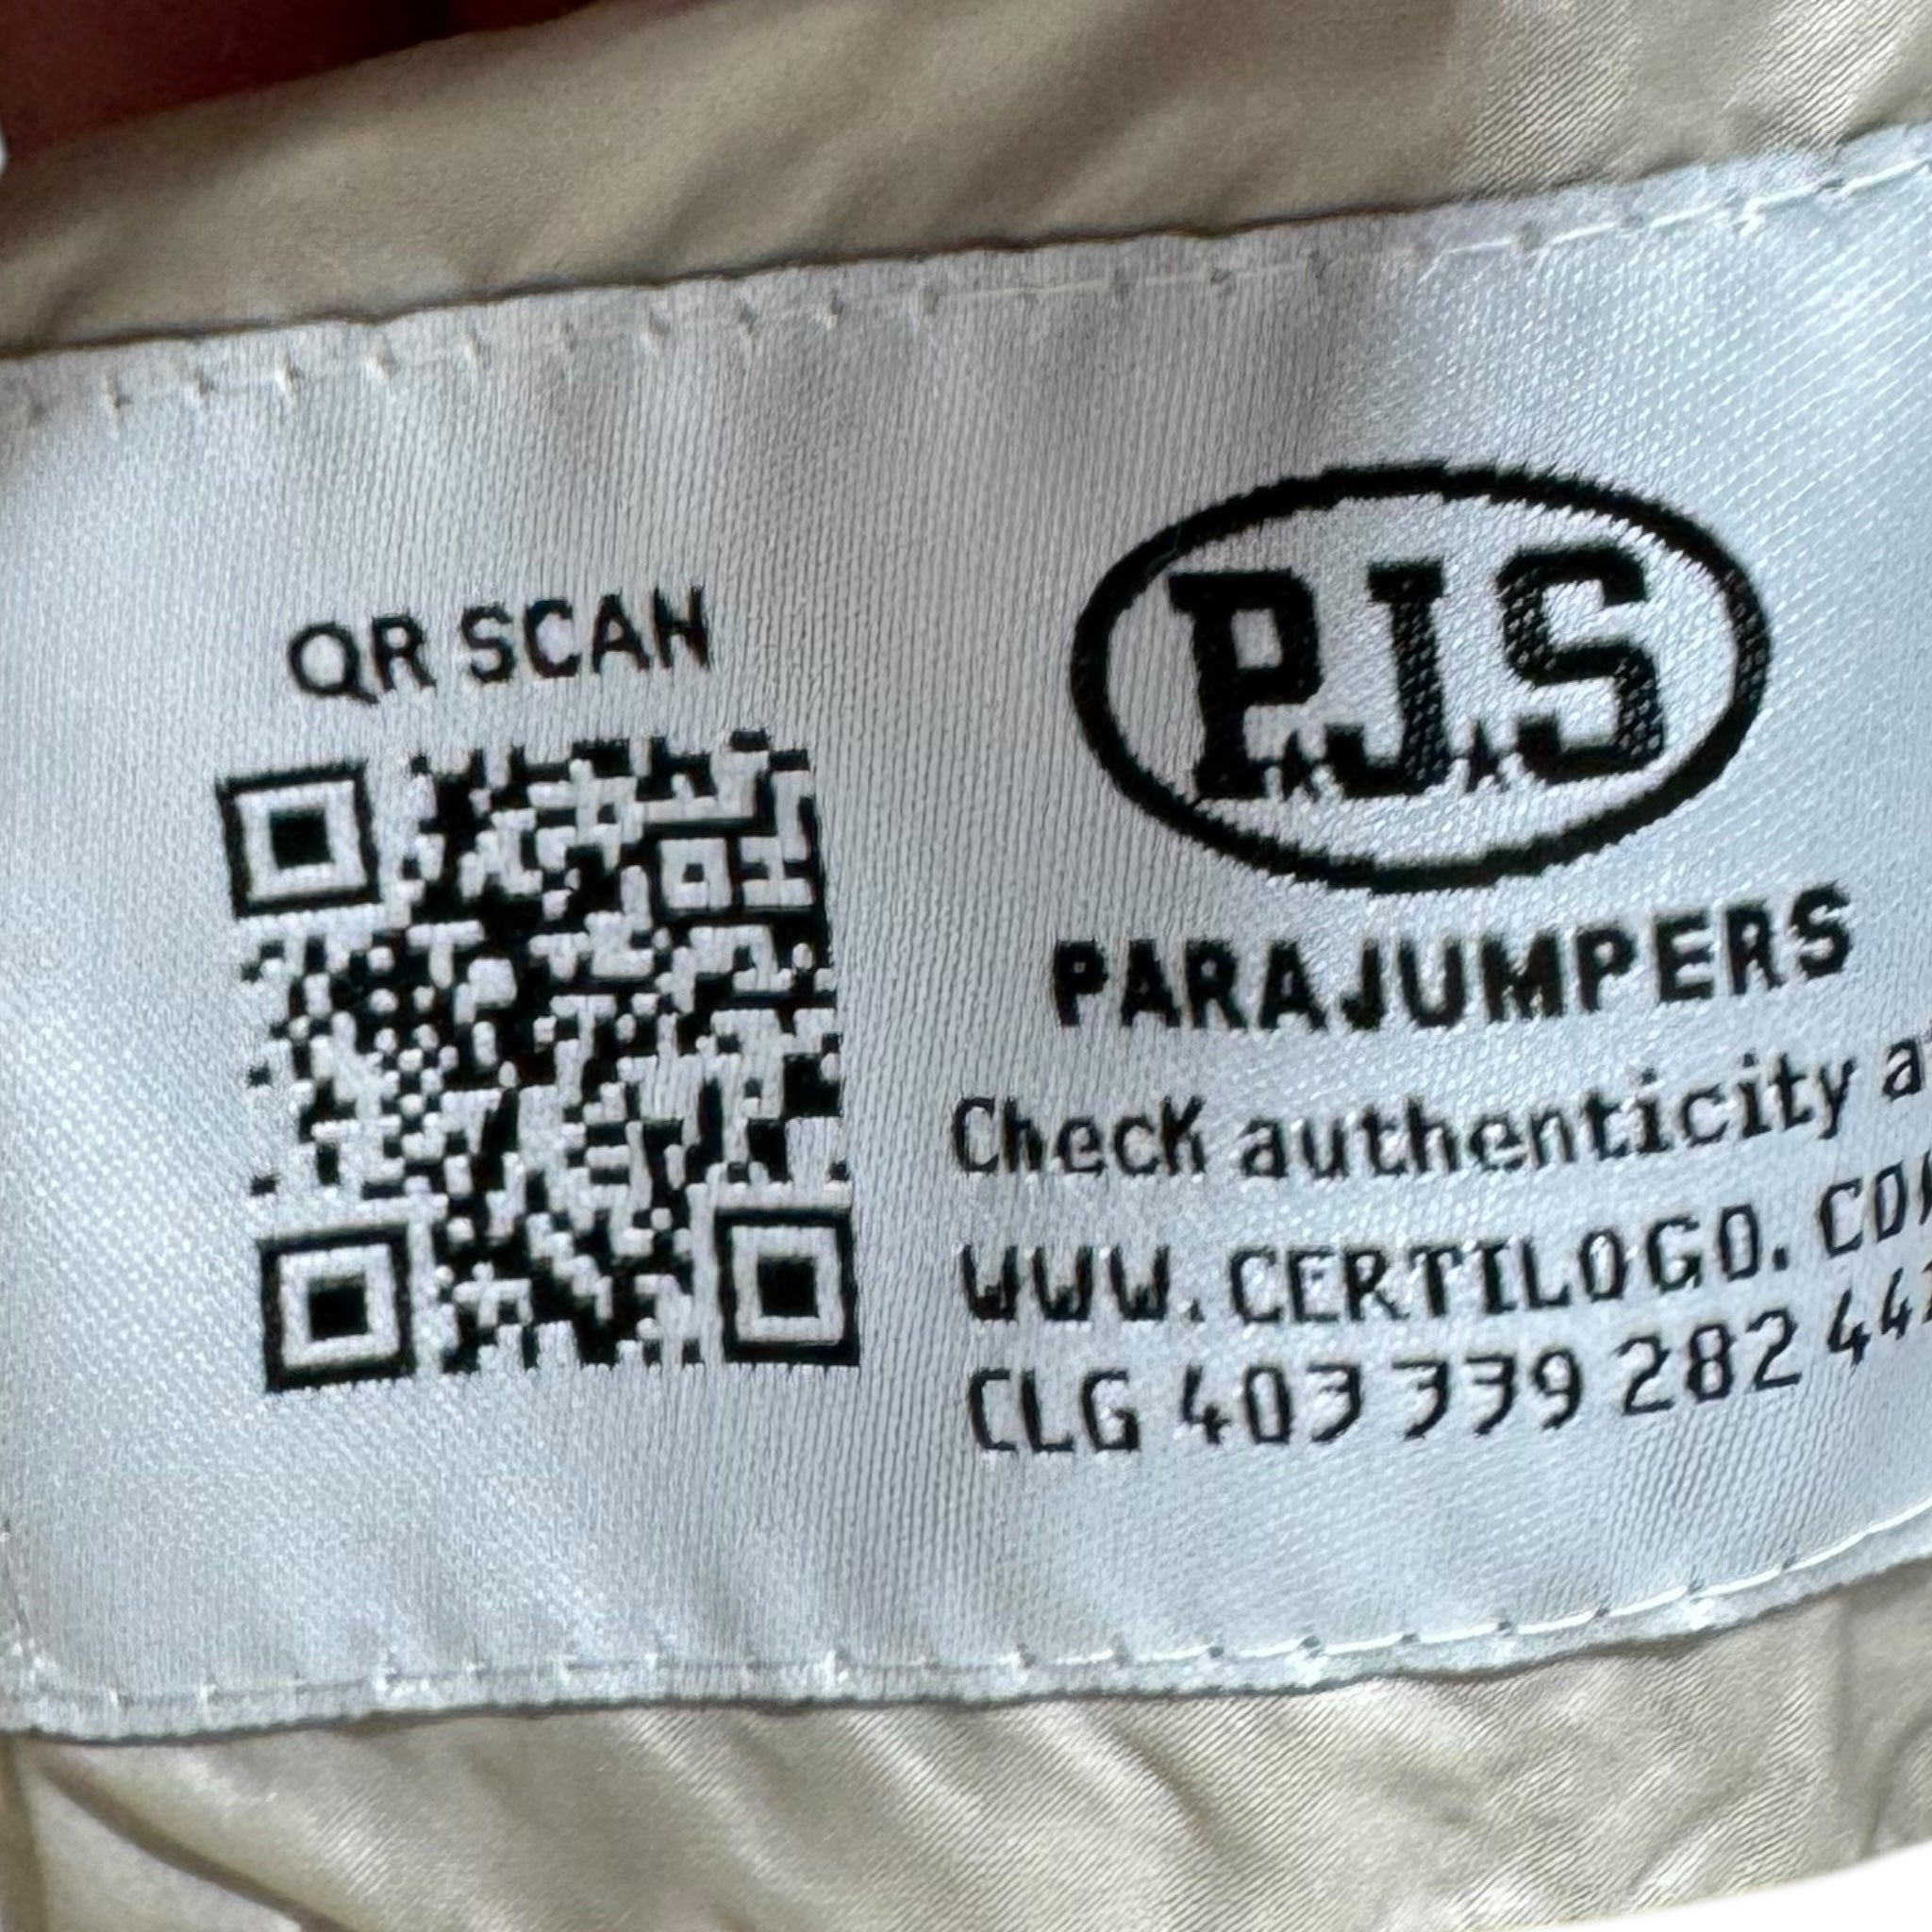 QR SCAN
P.J.S
PARAJUMPERS
Check authenticity
WWW.CERTILOGO.
CLG 403 339 282